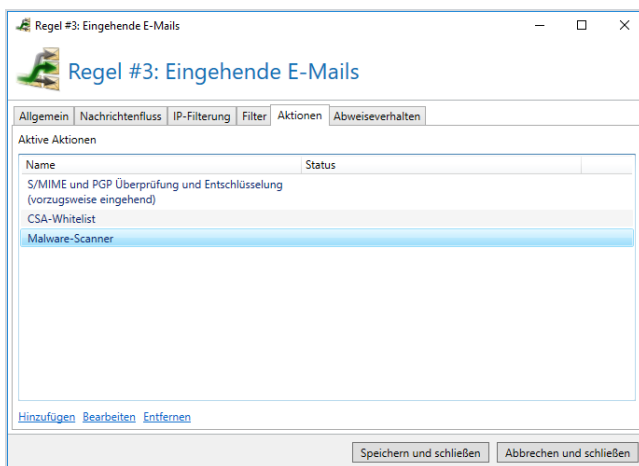 Regel #3: Eingehende E-Mails
Regel #3: Eingehende E-Mails
Allgemein Nachrichtenfluss IP-Filterung Filter Aktionen Abweiseverhalten
Aktive Aktionen
Name Status
S/MIME und PGP Überprüfung und Entschlüsselung
(vorzugsweise eingehend)
CSA-Whitelist
Malware-Scanner
Hinzufügen Bearbeiten Entfernen
Speichern und schließen Abbrechen und schließen